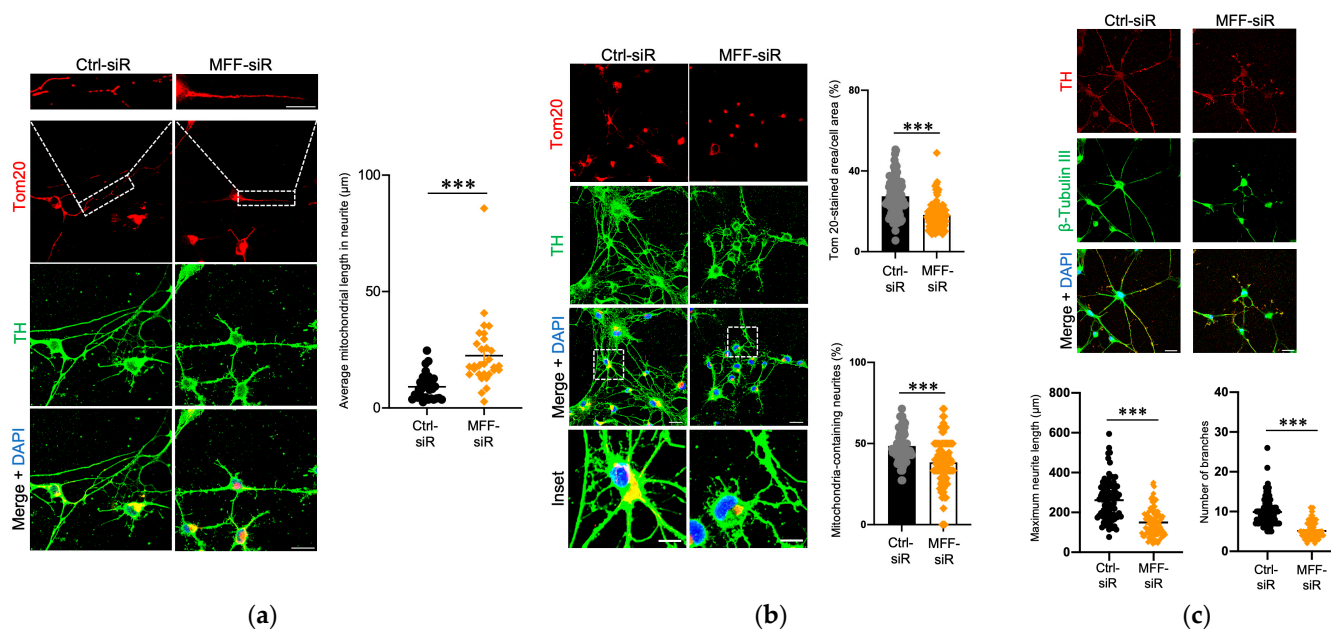 Ctrl-siR MFF-siR
Tom20
TH
Merge + DAPI
Average mitochondrial length in neurite (μm)
100
50
0
***
Ctrl-
siR
MFF-
siR
(a)
Ctrl-siR MFF-siR
Tom20
TH
Merge + DAPI
Inset
Tom 20-stained area/cell area (%)
80
40
0
***
Ctrl-
siR
MFF-
siR
Mitochondria-containing neurites (%)
100
50
0
***
Ctrl-
siR
MFF-
siR
(b)
Ctrl-siR MFF-siR
TH
β-Tubulin III
Merge + DAPI
Maximum neurite length (μm)
800
600
400
200
0
***
Ctrl-
siR
MFF-
siR
Number of branches
40
30
20
10
0
***
Ctrl-
siR
MFF-
siR
(c)